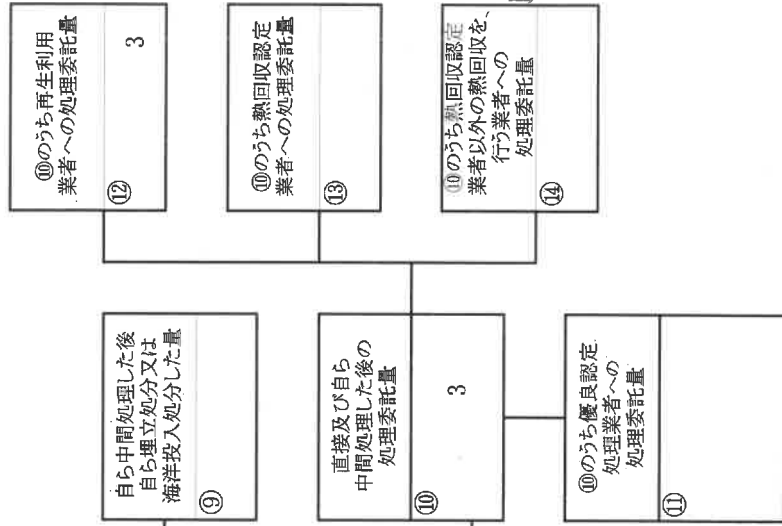 自ら中間処理した後
自ら埋立処分又は
海洋投入処分した量
⑨
直接及び自ら
中間処理した後の
処理委託量
⑩
3
⑩のうち優良認定
処理業者への
処理委託量
⑪
⑩のうち再生利用
業者への処理委託量
⑫
3
⑩のうち熱回収認定
業者への処理委託量
⑬
⑩のうち熱回収認定
業者以外の熱回収を、
行う業者への
処理委託量
⑭